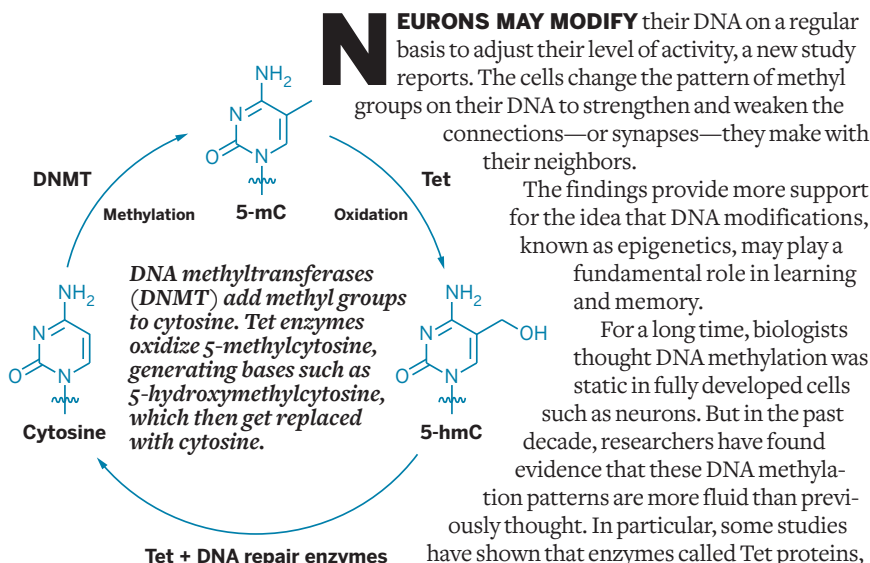 NEURONS MAY MODIFY their DNA on a regular
basis to adjust their level of activity, a new study
reports. The cells change the pattern of methyl
groups on their DNA to strengthen and weaken the
connections—or synapses—they make with
their neighbors.
The findings provide more support
for the idea that DNA modifications,
known as epigenetics, may play a
fundamental role in learning
and memory.
For a long time, biologists
thought DNA methylation was
static in fully developed cells
such as neurons. But in the past
decade, researchers have found
evidence that these DNA methyla-
tion patterns are more fluid than previ-
ously thought. In particular, some studies
have shown that enzymes called Tet proteins,
NH2
N
O
N
5-mC
DNMT
Methylation
Tet
Oxidation
NH2
N
O
N
Cytosine
DNA methyltransferases
(DNMT) add methyl groups
to cytosine. Tet enzymes
oxidize 5-methylcytosine,
generating bases such as
5-hydroxymethylcytosine,
which then get replaced
with cytosine.
NH2
N
OH
O
N
5-hmC
Tet + DNA repair enzymes